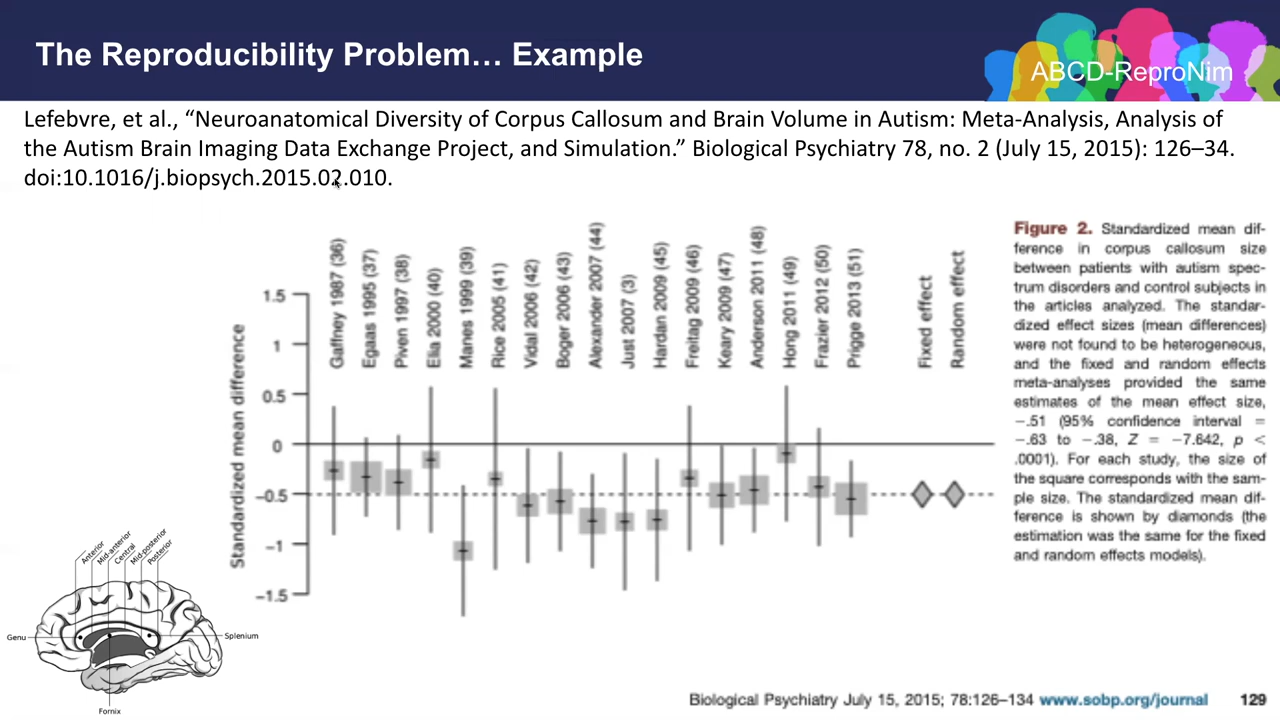 The Reproducibility Problem… Example
ABCD-ReproNim
Lefebvre, et al., “Neuroanatomical Diversity of Corpus Callosum and Brain Volume in Autism: Meta-Analysis, Analysis of
the Autism Brain Imaging Data Exchange Project, and Simulation.” Biological Psychiatry 78, no. 2 (July 15, 2015): 126–34.
doi:10.1016/j.biopsych.2015.02.010.
Standardized mean difference
1.5
1
0.5
0
−0.5
−1
−1.5
Gaffney 1987 (36)
Egaas 1995 (37)
Piven 1997 (38)
Elia 2000 (40)
Manes 1999 (39)
Rice 2005 (41)
Vidal 2006 (42)
Boger 2006 (43)
Alexander 2007 (44)
Just 2007 (3)
Hardan 2009 (45)
Freitag 2009 (46)
Keary 2009 (47)
Anderson 2011 (48)
Hong 2011 (49)
Frazier 2012 (50)
Prigge 2013 (51)
Fixed effect
Random effect
Figure 2. Standardized mean dif-
ference in corpus callosum size
between patients with autism spec-
trum disorders and control subjects in
the articles analyzed. The standar-
dized effect sizes (mean differences)
were not found to be heterogeneous,
and the fixed and random effects
meta-analyses provided the same
estimates of the mean effect size,
−.51 (95% confidence interval =
−.63 to −.38, Z = −7.642, p <
.0001). For each study, the size of
the square corresponds with the sam-
ple size. The standardized mean dif-
ference is shown by diamonds (the
estimation was the same for the fixed
and random effects models).
Anterior
Mid-anterior
Central
Mid-posterior
Posterior
Genu
Splenium
Fornix
Biological Psychiatry July 15, 2015; 78:126–134 www.sobp.org/journal 129